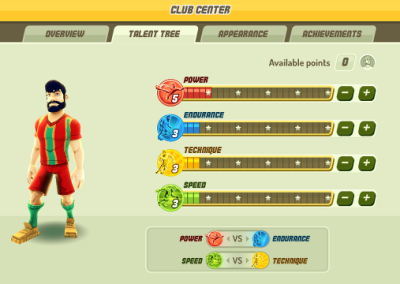 CLUB CENTER
OVERVIEW TALENT TREE APPEARANCE ACHIEVEMENTS
Available points 0
POWER
5
ENDURANCE
3
TECHNIQUE
3
SPEED
3
POWER VS ENDURANCE
SPEED VS TECHNIQUE